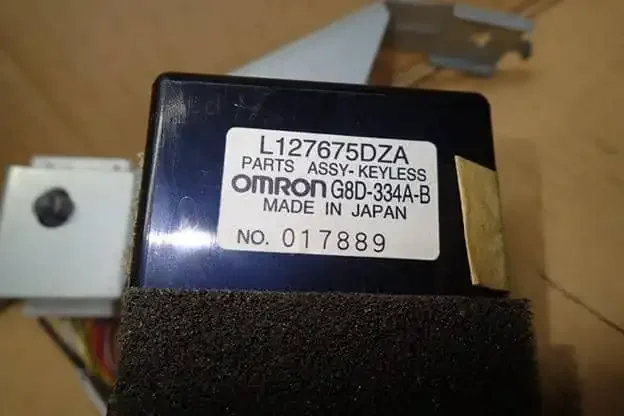 L127675DZA
PARTS ASSY-KEYLESS
OMRON G8D-334A-B
MADE IN JAPAN
NO. 017889